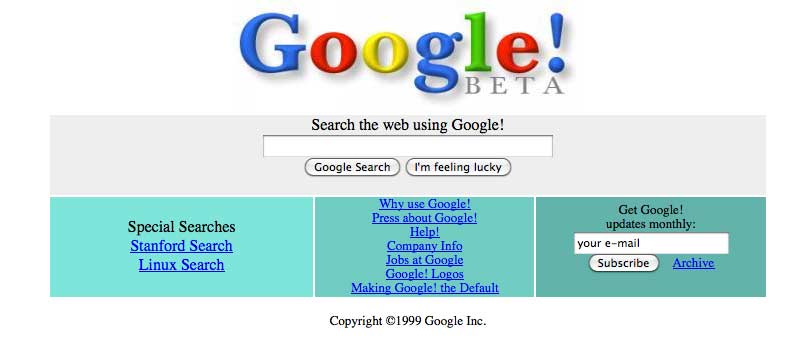 Google!
BETA
Search the web using Google!
Google Search I'm feeling lucky
Special Searches
Stanford Search
Linux Search
Why use Google!
Press about Google!
Help!
Company Info
Jobs at Google
Google! Logos
Making Google! the Default
Get Google!
updates monthly:
your e-mail
Subscribe Archive
Copyright ©1999 Google Inc.